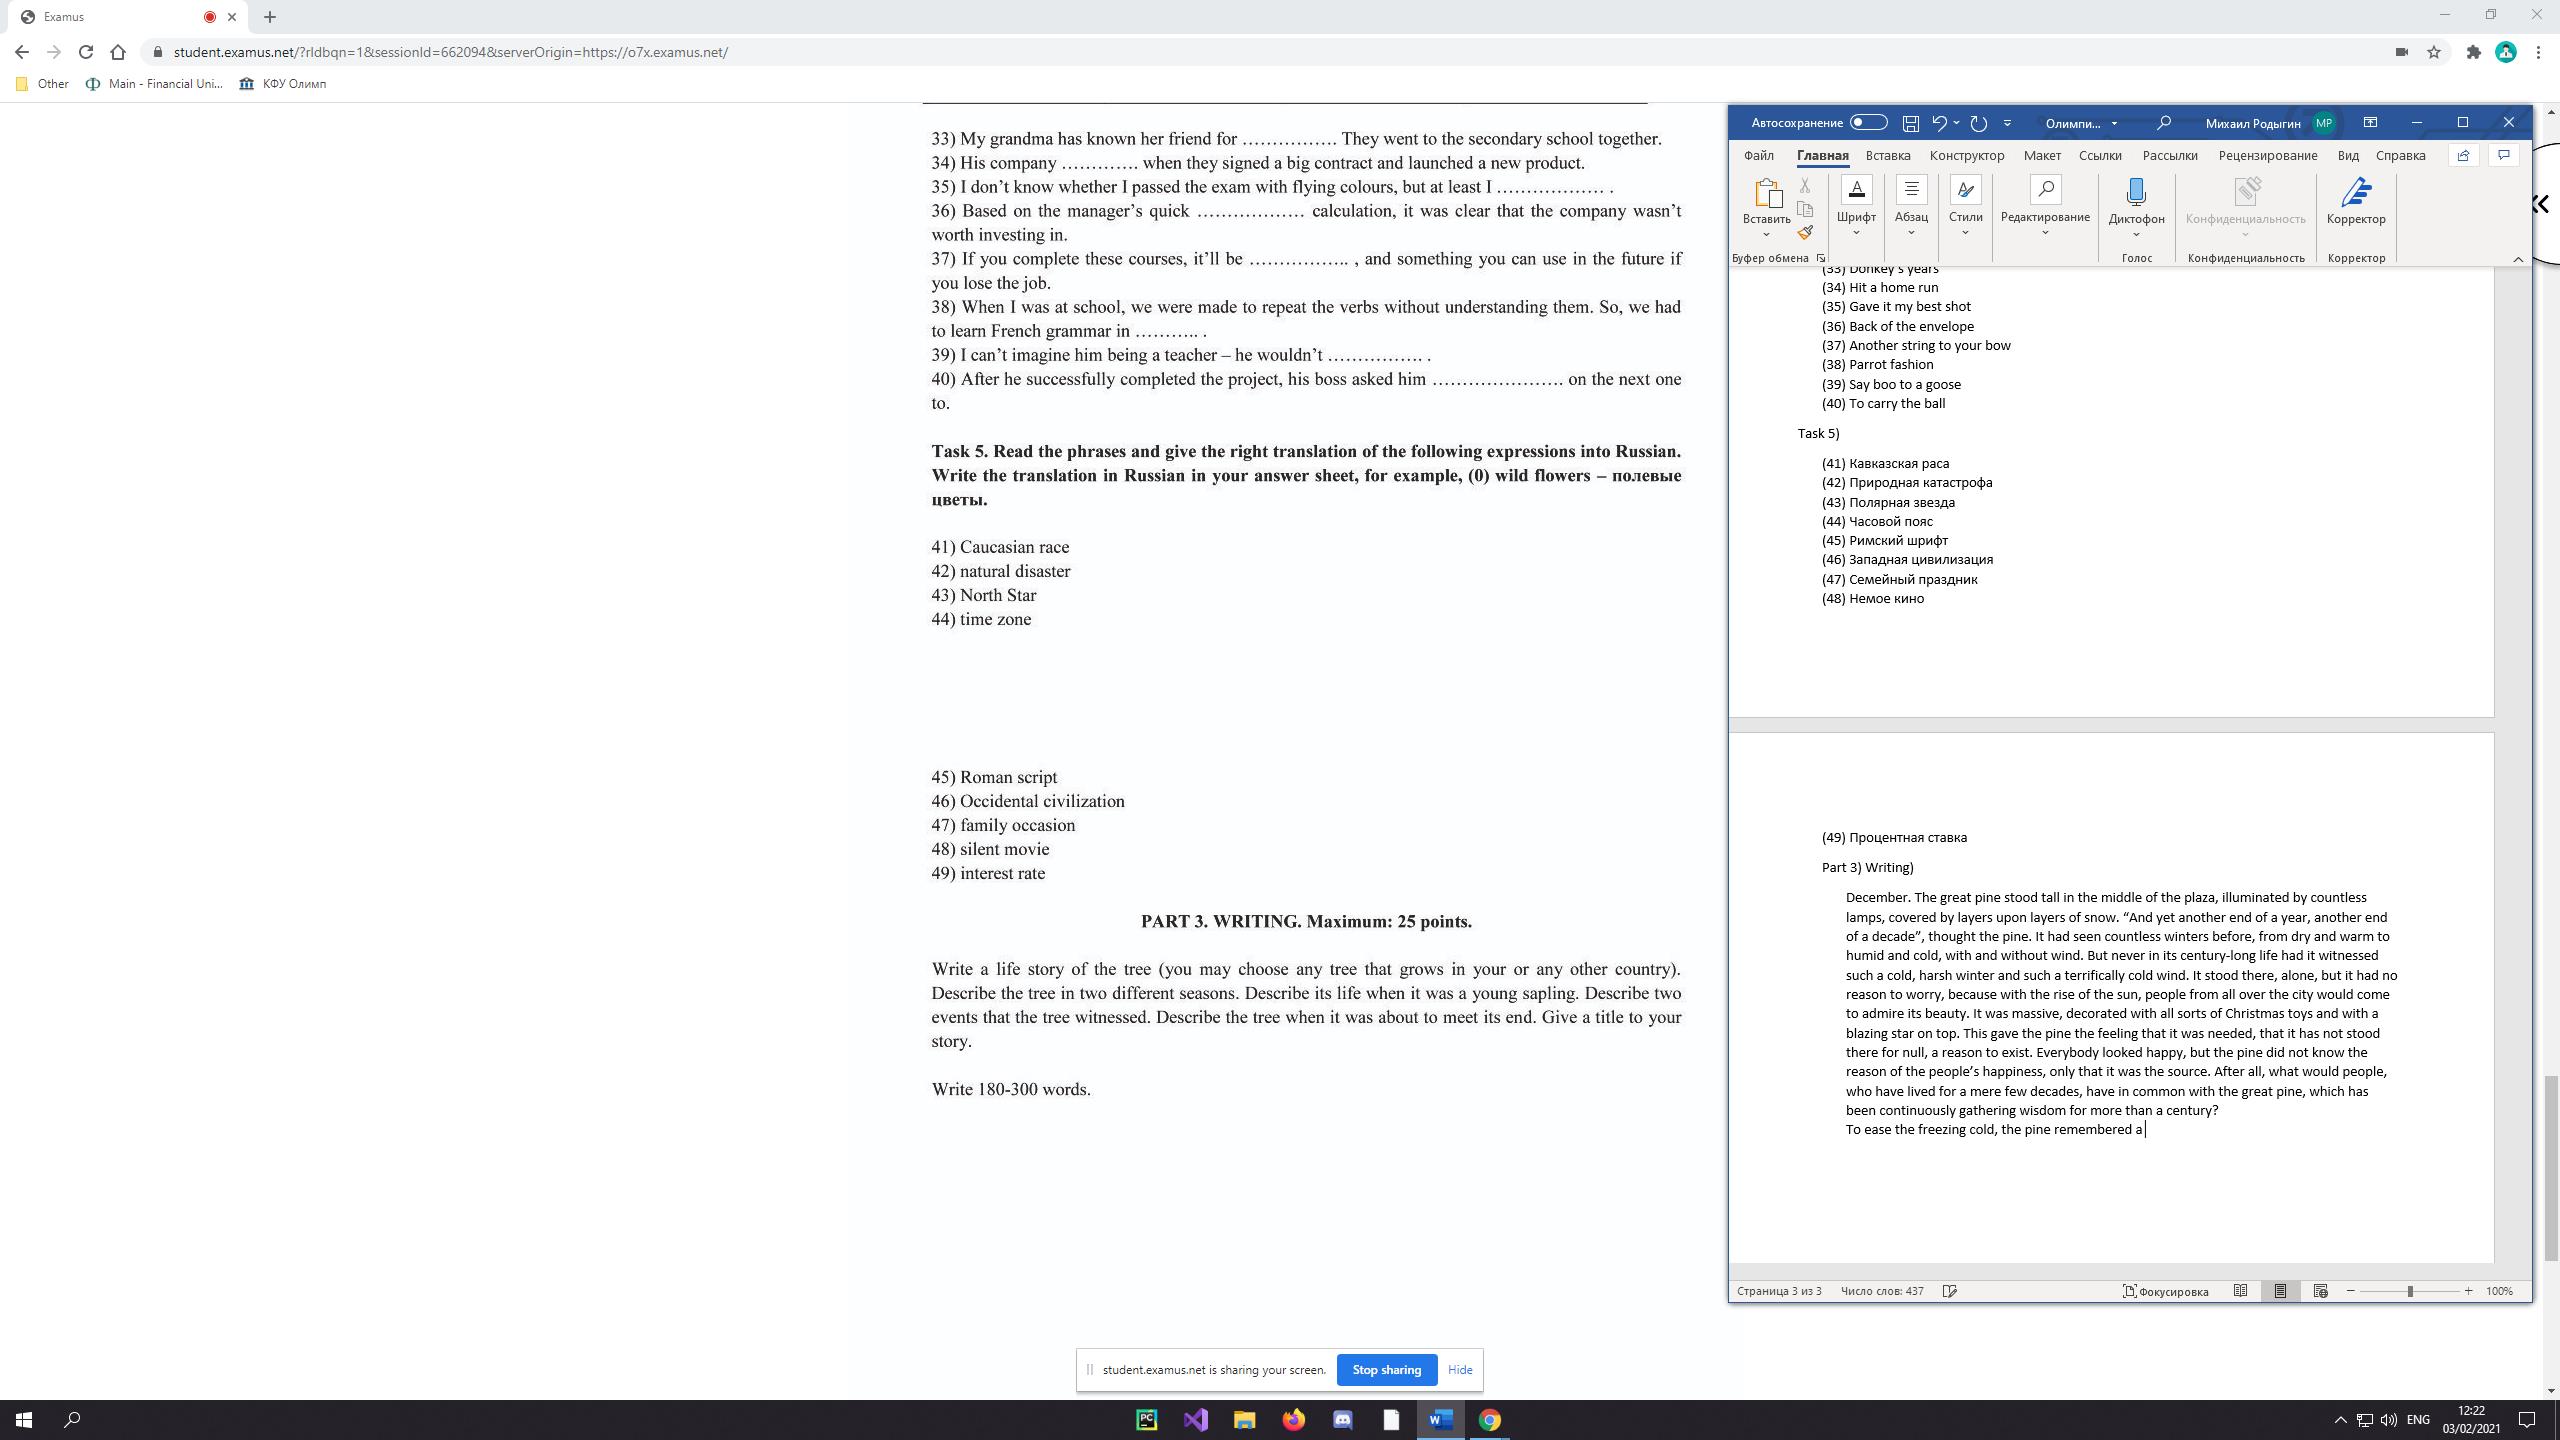 Examus
student.examus.net/?rldbqn=1&sessionId=662094&serverOrigin=https://o7x.examus.net/
Other
Main - Financial Uni...
КФУ Олимп
33) My grandma has known her friend for ……………. They went to the secondary school together.
34) His company …………. when they signed a big contract and launched a new product.
35) I don’t know whether I passed the exam with flying colours, but at least I ……………… .
36) Based on the manager’s quick ……………… calculation, it was clear that the company wasn’t
worth investing in.
37) If you complete these courses, it’ll be …………….. , and something you can use in the future if
you lose the job.
38) When I was at school, we were made to repeat the verbs without understanding them. So, we had
to learn French grammar in ……….. .
39) I can’t imagine him being a teacher – he wouldn’t ……………. .
40) After he successfully completed the project, his boss asked him …………………. on the next one
to.
Task 5. Read the phrases and give the right translation of the following expressions into Russian.
Write the translation in Russian in your answer sheet, for example, (0) wild flowers – полевые
цветы.
41) Caucasian race
42) natural disaster
43) North Star
44) time zone
45) Roman script
46) Occidental civilization
47) family occasion
48) silent movie
49) interest rate
PART 3. WRITING. Maximum: 25 points.
Write a life story of the tree (you may choose any tree that grows in your or any other country).
Describe the tree in two different seasons. Describe its life when it was a young sapling. Describe two
events that the tree witnessed. Describe the tree when it was about to meet its end. Give a title to your
story.
Write 180-300 words.
Автосохранение
Олимпи...
Михаил Родыгин
МР
Файл Главная Вставка Конструктор Макет Ссылки Рассылки Рецензирование Вид Справка
Вставить
Шрифт
Абзац
Стили
Редактирование
Диктофон
Конфиденциальность
Корректор
Буфер обмена
Голос
Конфиденциальность
Корректор
(33) Donkey's years
(34) Hit a home run
(35) Gave it my best shot
(36) Back of the envelope
(37) Another string to your bow
(38) Parrot fashion
(39) Say boo to a goose
(40) To carry the ball
Task 5)
(41) Кавказская раса
(42) Природная катастрофа
(43) Полярная звезда
(44) Часовой пояс
(45) Римский шрифт
(46) Западная цивилизация
(47) Семейный праздник
(48) Немое кино
(49) Процентная ставка
Part 3) Writing)
December. The great pine stood tall in the middle of the plaza, illuminated by countless
lamps, covered by layers upon layers of snow. “And yet another end of a year, another end
of a decade”, thought the pine. It had seen countless winters before, from dry and warm to
humid and cold, with and without wind. But never in its century-long life had it witnessed
such a cold, harsh winter and such a terrifically cold wind. It stood there, alone, but it had no
reason to worry, because with the rise of the sun, people from all over the city would come
to admire its beauty. It was massive, decorated with all sorts of Christmas toys and with a
blazing star on top. This gave the pine the feeling that it was needed, that it has not stood
there for null, a reason to exist. Everybody looked happy, but the pine did not know the
reason of the people’s happiness, only that it was the source. After all, what would people,
who have lived for a mere few decades, have in common with the great pine, which has
been continuously gathering wisdom for more than a century?
To ease the freezing cold, the pine remembered a
Страница 3 из 3
Число слов: 437
Фокусировка
100%
student.examus.net is sharing your screen.
Stop sharing
Hide
PC
W
ENG
12:22
03/02/2021